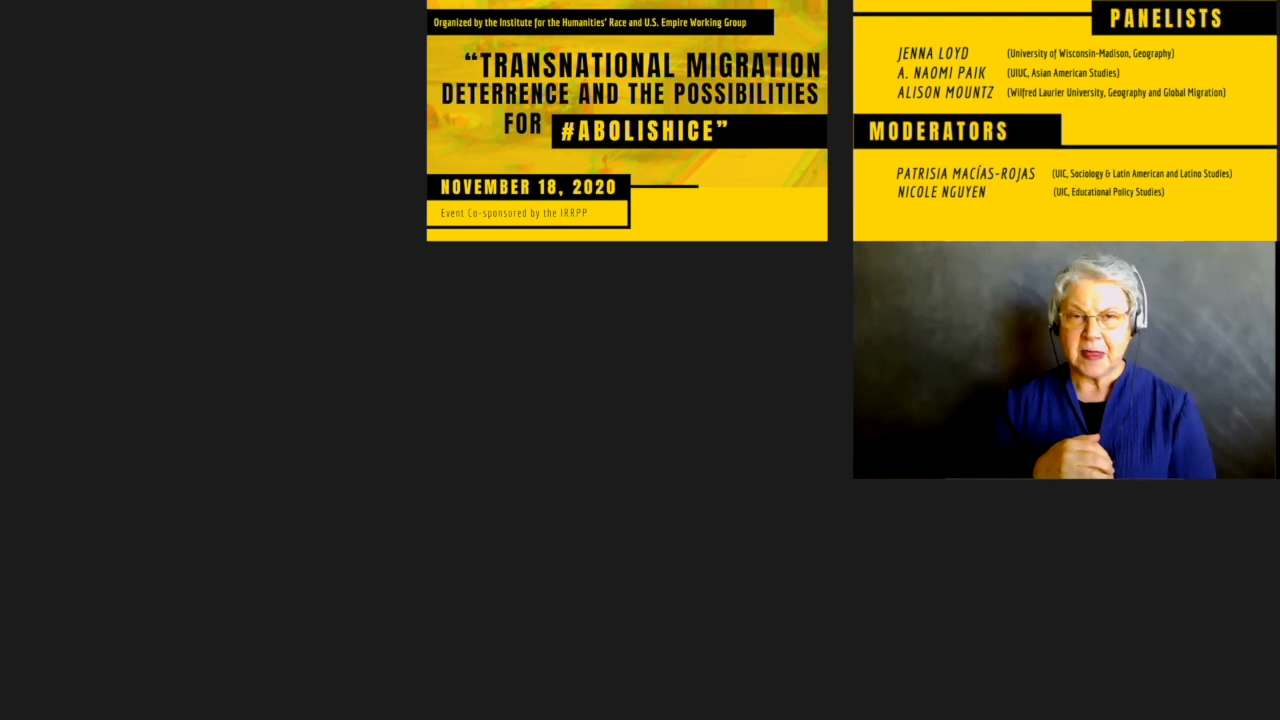 Organized by the Institute for the Humanities' Race and U.S. Empire Working Group
“TRANSNATIONAL MIGRATION
DETERRENCE AND THE POSSIBILITIES
FOR #ABOLISHICE”
NOVEMBER 18, 2020
Event Co-sponsored by the IRRPP
PANELISTS
JENNA LOYD (University of Wisconsin-Madison, Geography)
A. NAOMI PAIK (UIUC, Asian American Studies)
ALISON MOUNTZ (Wilfred Laurier University, Geography and Global Migration)
MODERATORS
PATRISIA MACÍAS-ROJAS (UIC, Sociology & Latin American and Latino Studies)
NICOLE NGUYEN (UIC, Educational Policy Studies)